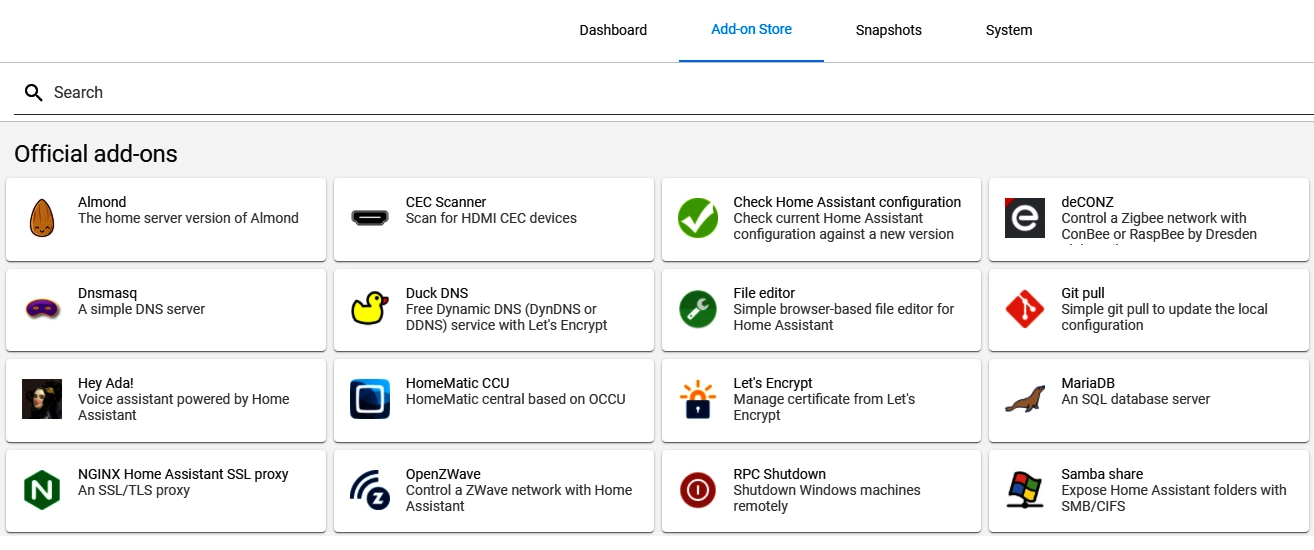 Dashboard
Add-on Store
Snapshots
System
Search
Official add-ons
Almond
The home server version of Almond
CEC Scanner
Scan for HDMI CEC devices
Check Home Assistant configuration
Check current Home Assistant
configuration against a new version
deCONZ
Control a Zigbee network with
ConBee or RaspBee by Dresden
Dnsmasq
A simple DNS server
Duck DNS
Free Dynamic DNS (DynDNS or
DDNS) service with Let's Encrypt
File editor
Simple browser-based file editor for
Home Assistant
Git pull
Simple git pull to update the local
configuration
Hey Ada!
Voice assistant powered by Home
Assistant
HomeMatic CCU
HomeMatic central based on OCCU
Let's Encrypt
Manage certificate from Let's
Encrypt
MariaDB
An SQL database server
N
NGINX Home Assistant SSL proxy
An SSL/TLS proxy
Z
OpenZWave
Control a ZWave network with Home
Assistant
RPC Shutdown
Shutdown Windows machines
remotely
Samba share
Expose Home Assistant folders with
SMB/CIFS